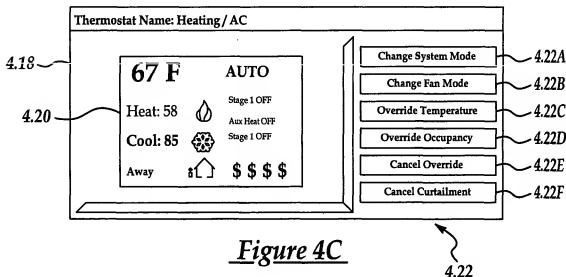 Thermostat Name: Heating / AC
4.18
67 F AUTO
4.20
Heat: 58 Stage 1 OFF
Aux Heat OFF
Cool: 85 Stage 1 OFF
Away $ $ $ $
Change System Mode 4.22A
Change Fan Mode 4.22B
Override Temperature 4.22C
Override Occupancy 4.22D
Cancel Override 4.22E
Cancel Curtailment 4.22F
Figure 4C
4.22